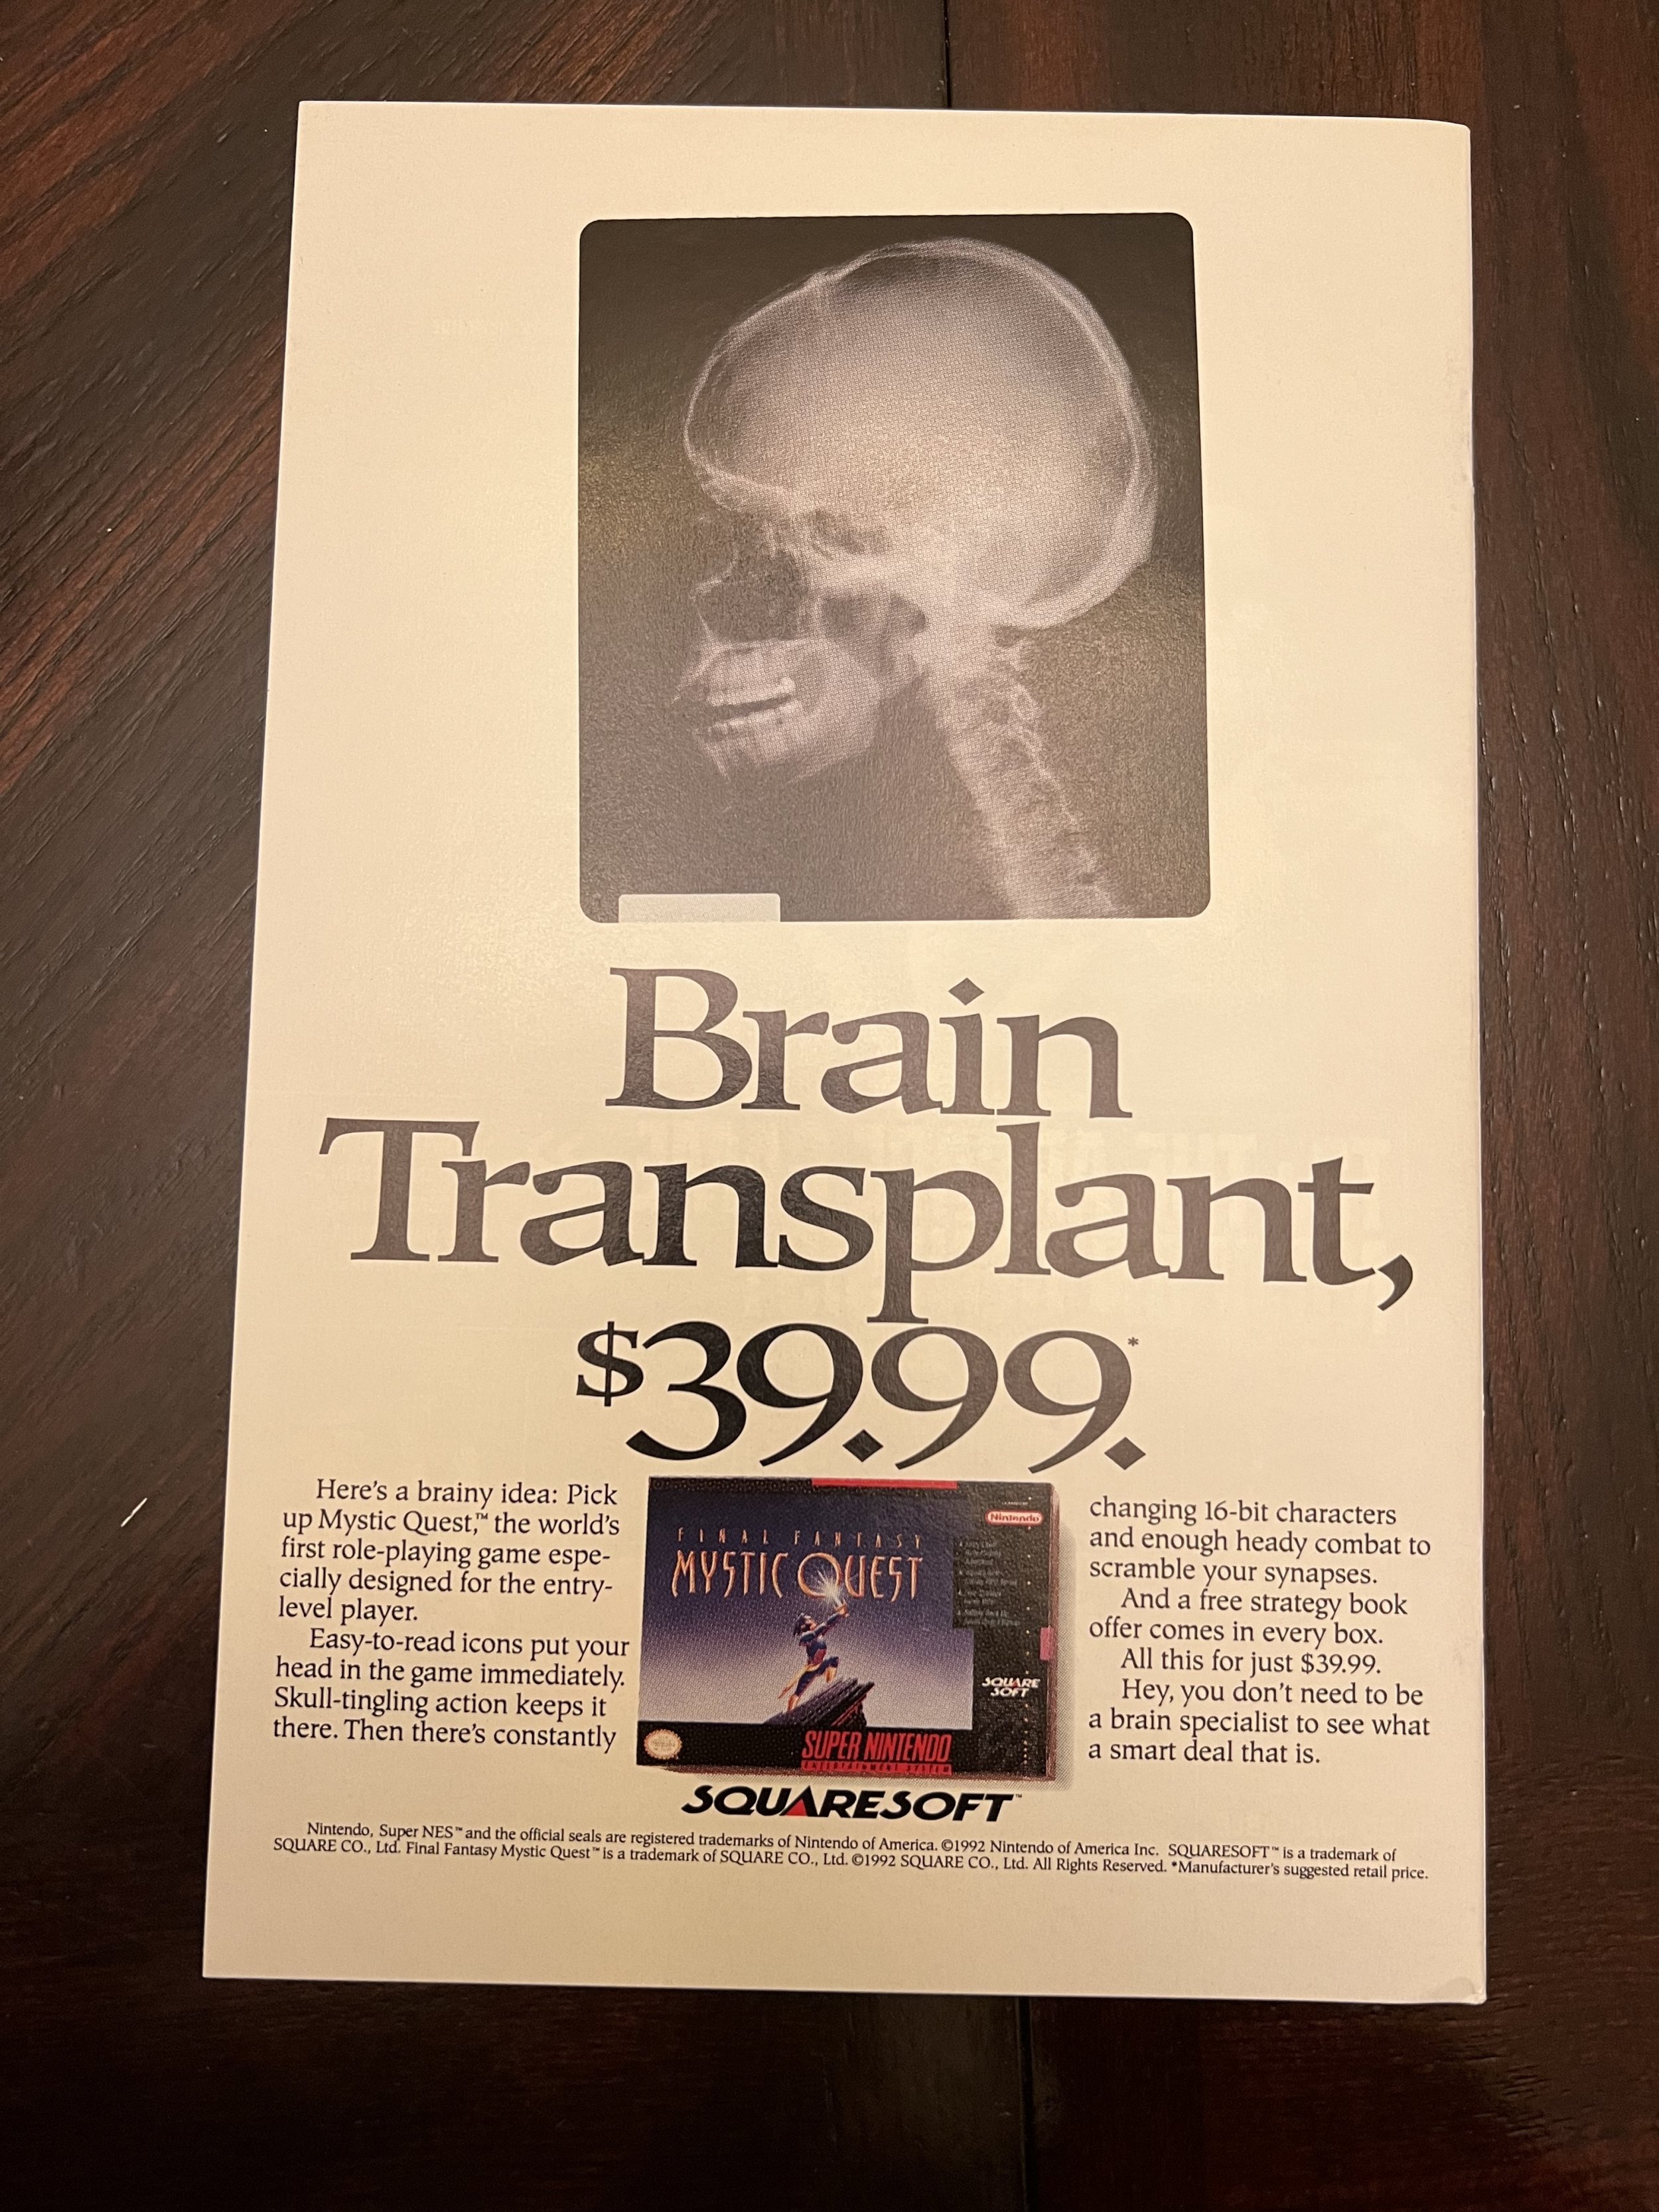 Brain
Transplant,
$39.99.*
Here's a brainy idea: Pick
up Mystic Quest,™ the world's
first role-playing game espe-
cially designed for the entry-
level player.
Easy-to-read icons put your
head in the game immediately.
Skull-tingling action keeps it
there. Then there's constantly
FINAL FANTASY
MYSTIC QUEST
Nintendo
SQUARE
SOFT
SUPER NINTENDO
ENTERTAINMENT SYSTEM
changing 16-bit characters
and enough heady combat to
scramble your synapses.
And a free strategy book
offer comes in every box.
All this for just $39.99.
Hey, you don't need to be
a brain specialist to see what
a smart deal that is.
SQUARESOFT™
Nintendo, Super NES™ and the official seals are registered trademarks of Nintendo of America. ©1992 Nintendo of America Inc. SQUARESOFT™ is a trademark of
SQUARE CO., Ltd. Final Fantasy Mystic Quest™ is a trademark of SQUARE CO., Ltd. ©1992 SQUARE CO., Ltd. All Rights Reserved. *Manufacturer's suggested retail price.